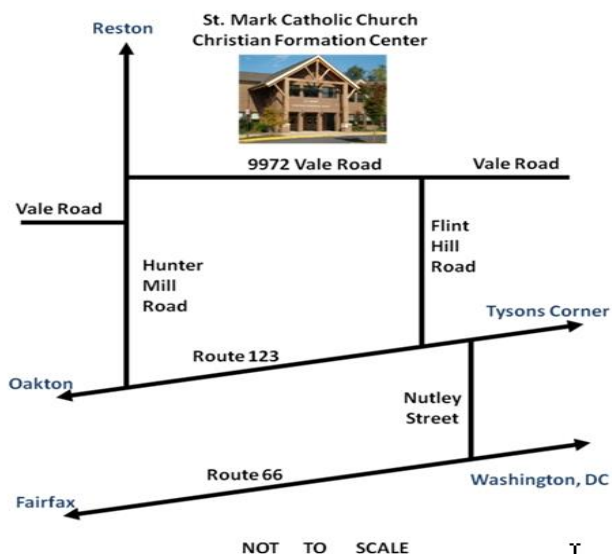 St. Mark Catholic Church
Christian Formation Center
Reston
9972 Vale Road
Vale Road
Vale Road
Flint
Hill
Road
Hunter
Mill
Road
Tysons Corner
Route 123
Oakton
Nutley
Street
Route 66
Washington, DC
Fairfax
NOT TO SCALE